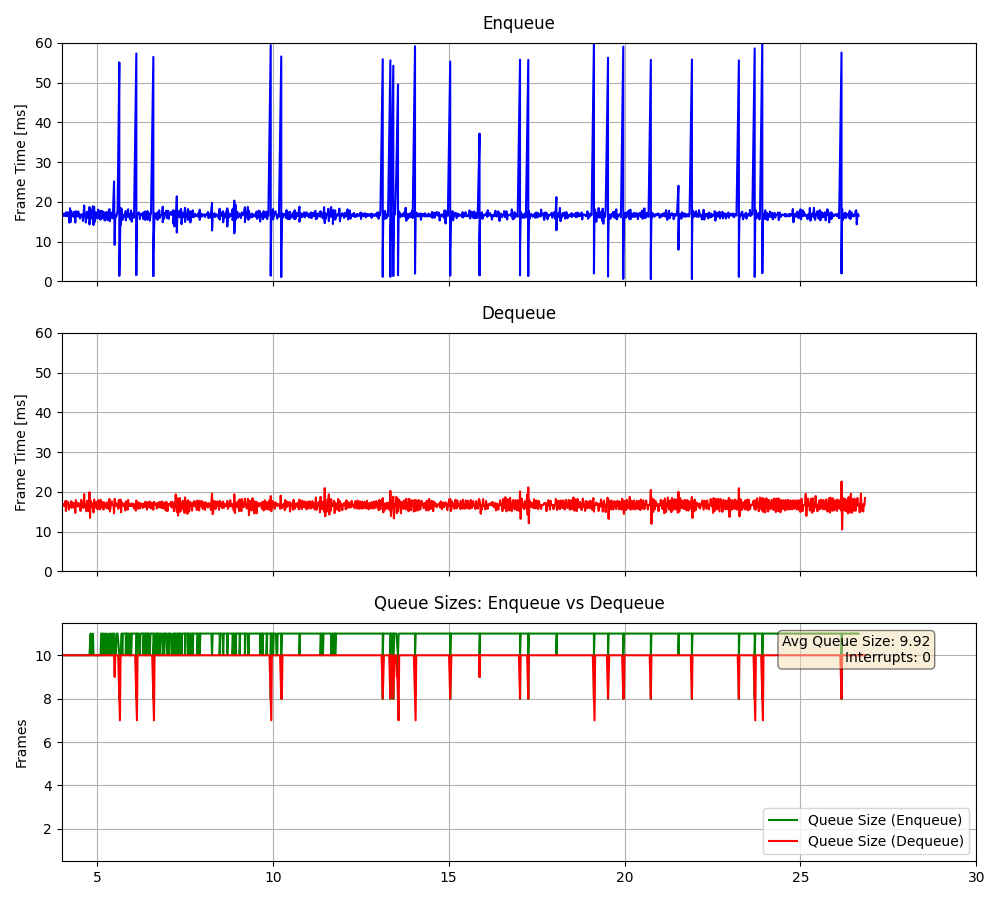 Enqueue
60
50
40
30
20
10
0
Frame Time [ms]
Dequeue
60
50
40
30
20
10
0
Frame Time [ms]
Queue Sizes: Enqueue vs Dequeue
10
8
6
4
2
Frames
Avg Queue Size: 9.92
Interrupts: 0
Queue Size (Enqueue)
Queue Size (Dequeue)
5 10 15 20 25 30